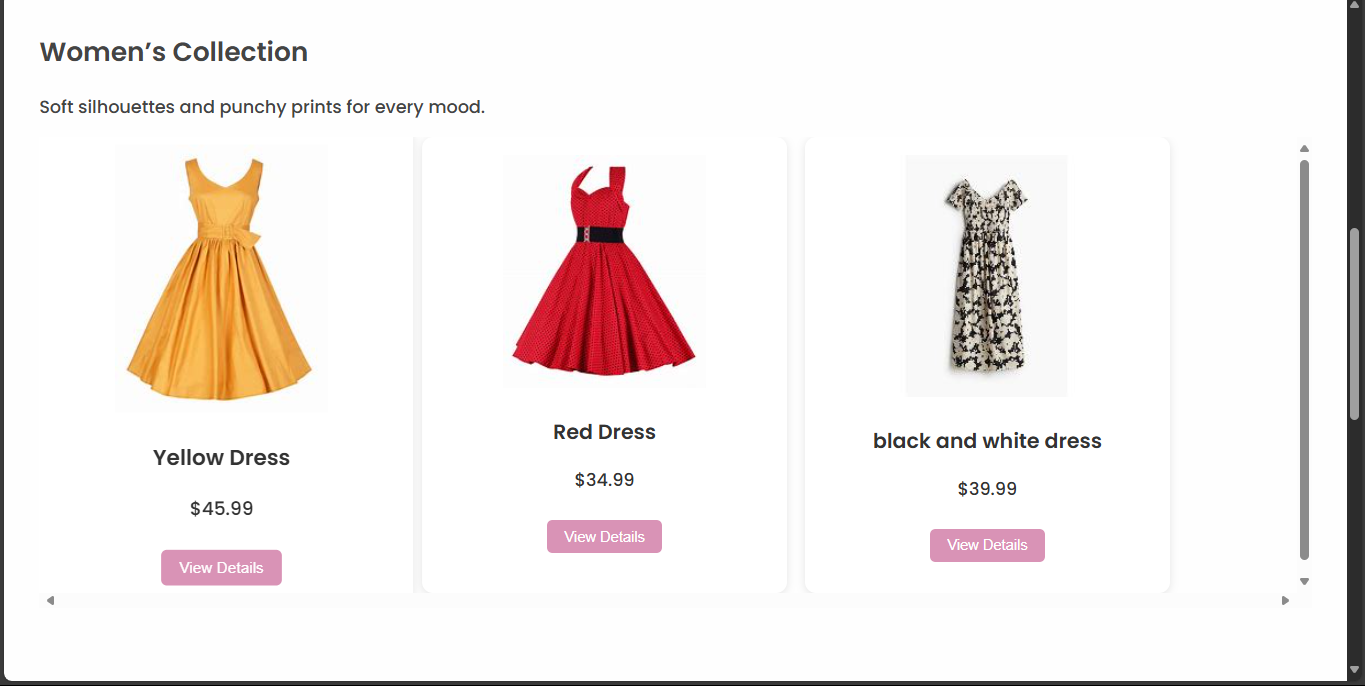 Women’s Collection
Soft silhouettes and punchy prints for every mood.
Yellow Dress
$45.99
View Details
Red Dress
$34.99
View Details
black and white dress
$39.99
View Details